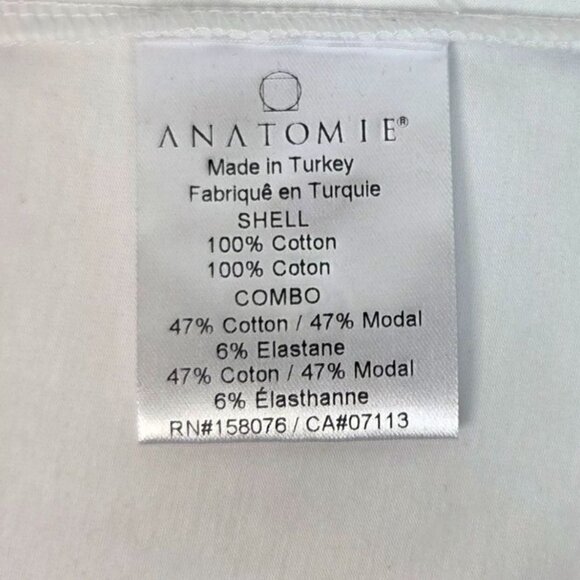 ANATOMIE®
Made in Turkey
Fabriquê en Turquie
SHELL
100% Cotton
100% Coton
COMBO
47% Cotton / 47% Modal
6% Elastane
47% Coton / 47% Modal
6% Élasthanne
RN#158076 / CA#07113